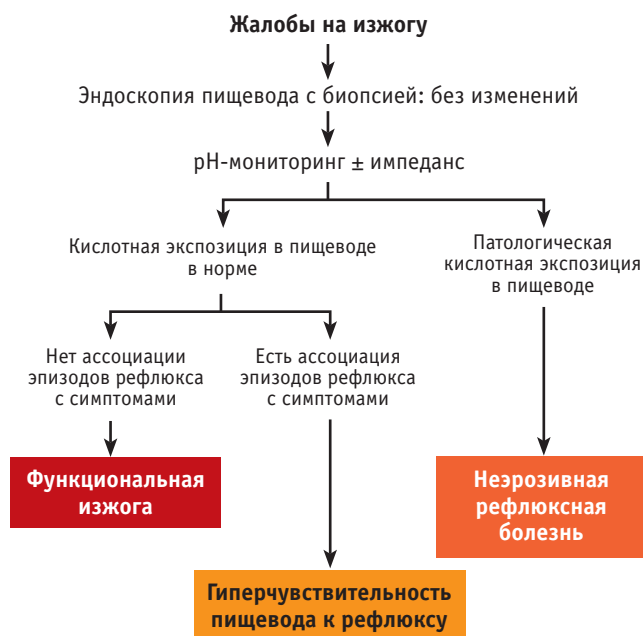 Жалобы на изжогу
Эндоскопия пищевода с биопсией: без изменений
pH-мониторинг ± импеданс
Кислотная экспозиция в пищеводе
в норме
Патологическая
кислотная экспозиция
в пищеводе
Нет ассоциации
эпизодов рефлюкса
с симптомами
Есть ассоциация
эпизодов рефлюкса
с симптомами
Функциональная
изжога
Неэрозивная
рефлюксная
болезнь
Гиперчувствительность
пищевода к рефлюксу